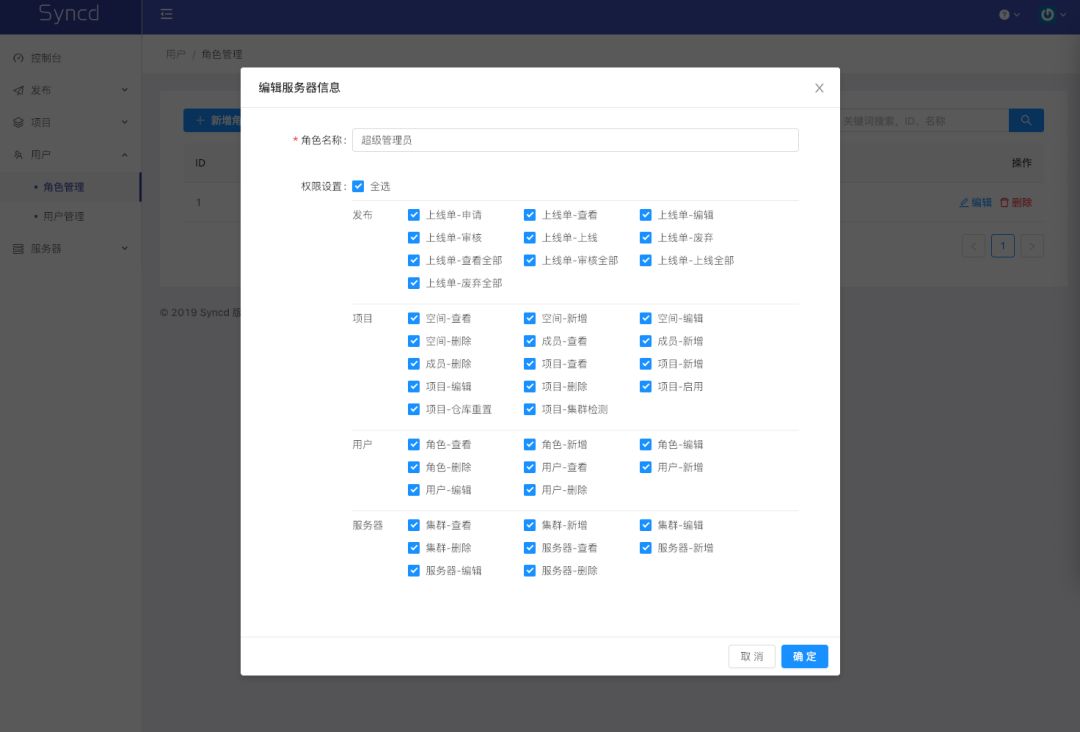 Syncd
控制台
发布
项目
用户
角色管理
用户管理
服务器
用户 / 角色管理
+ 新增角
关键词搜索，ID、名称
ID
操作
1
编辑 删除
< 1 >
© 2019 Syncd 版
编辑服务器信息
* 角色名称: 超级管理员
权限设置: 全选
发布 上线单-申请 上线单-查看 上线单-编辑
上线单-审核 上线单-上线 上线单-废弃
上线单-查看全部 上线单-审核全部 上线单-上线全部
上线单-废弃全部
项目 空间-查看 空间-新增 空间-编辑
空间-删除 成员-查看 成员-新增
成员-删除 项目-查看 项目-新增
项目-编辑 项目-删除 项目-启用
项目-仓库重置 项目-集群检测
用户 角色-查看 角色-新增 角色-编辑
角色-删除 用户-查看 用户-新增
用户-编辑 用户-删除
服务器 集群-查看 集群-新增 集群-编辑
集群-删除 服务器-查看 服务器-新增
服务器-编辑 服务器-删除
取消 确定